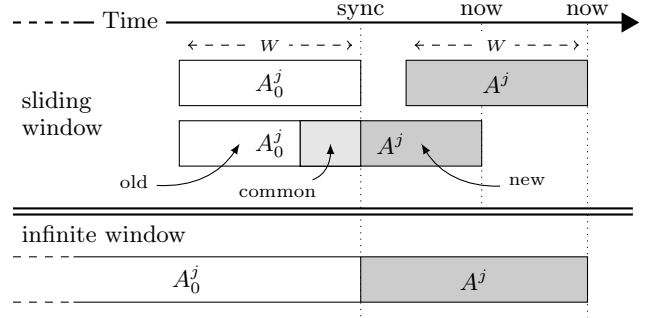 sync now now
Time
W W
A_0^j A^j
sliding
window
A_0^j A^j
old common new
infinite window
A_0^j A^j